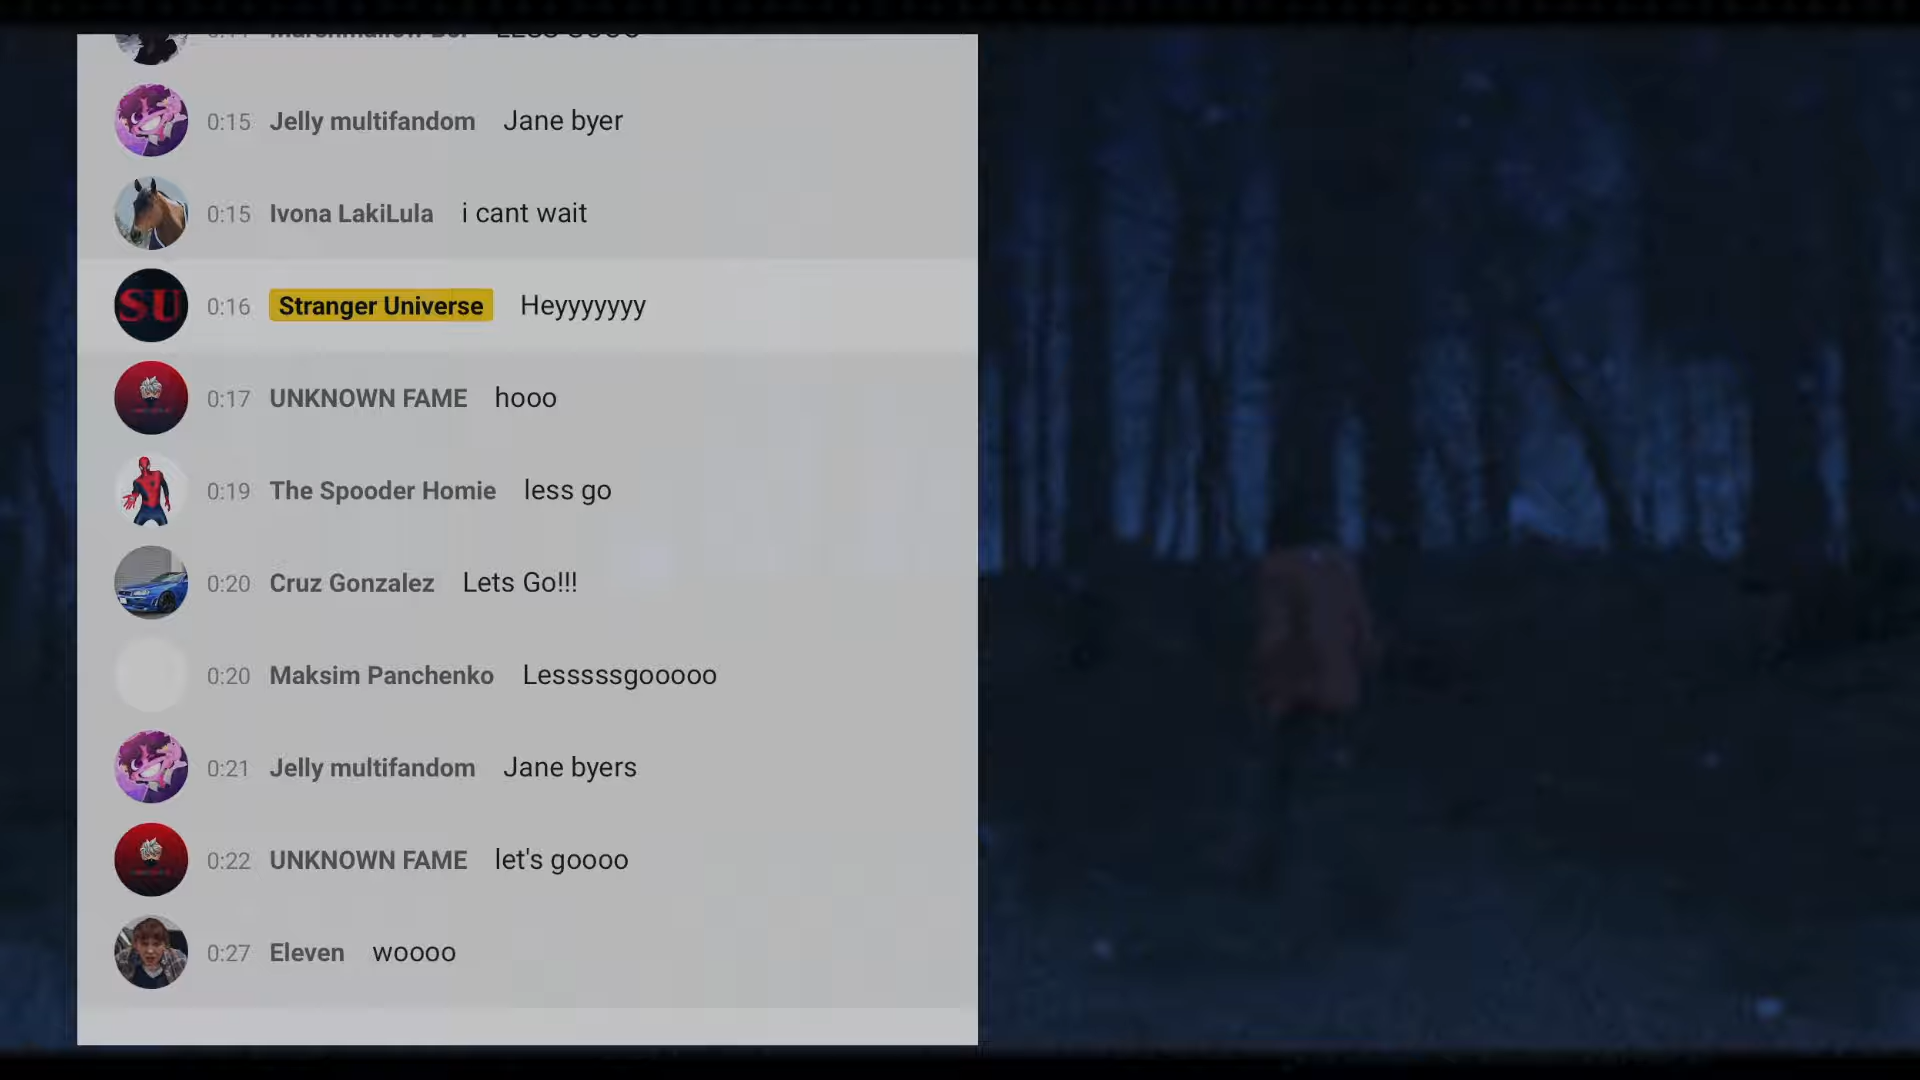 0:15 Jelly multifandom Jane byer
0:15 Ivona LakiLula i cant wait
SU 0:16 Stranger Universe Heyyyyyyy
0:17 UNKNOWN FAME hooo
0:19 The Spooder Homie less go
0:20 Cruz Gonzalez Lets Go!!!
0:20 Maksim Panchenko Lesssssgooooo
0:21 Jelly multifandom Jane byers
0:22 UNKNOWN FAME let's goooo
0:27 Eleven woooo